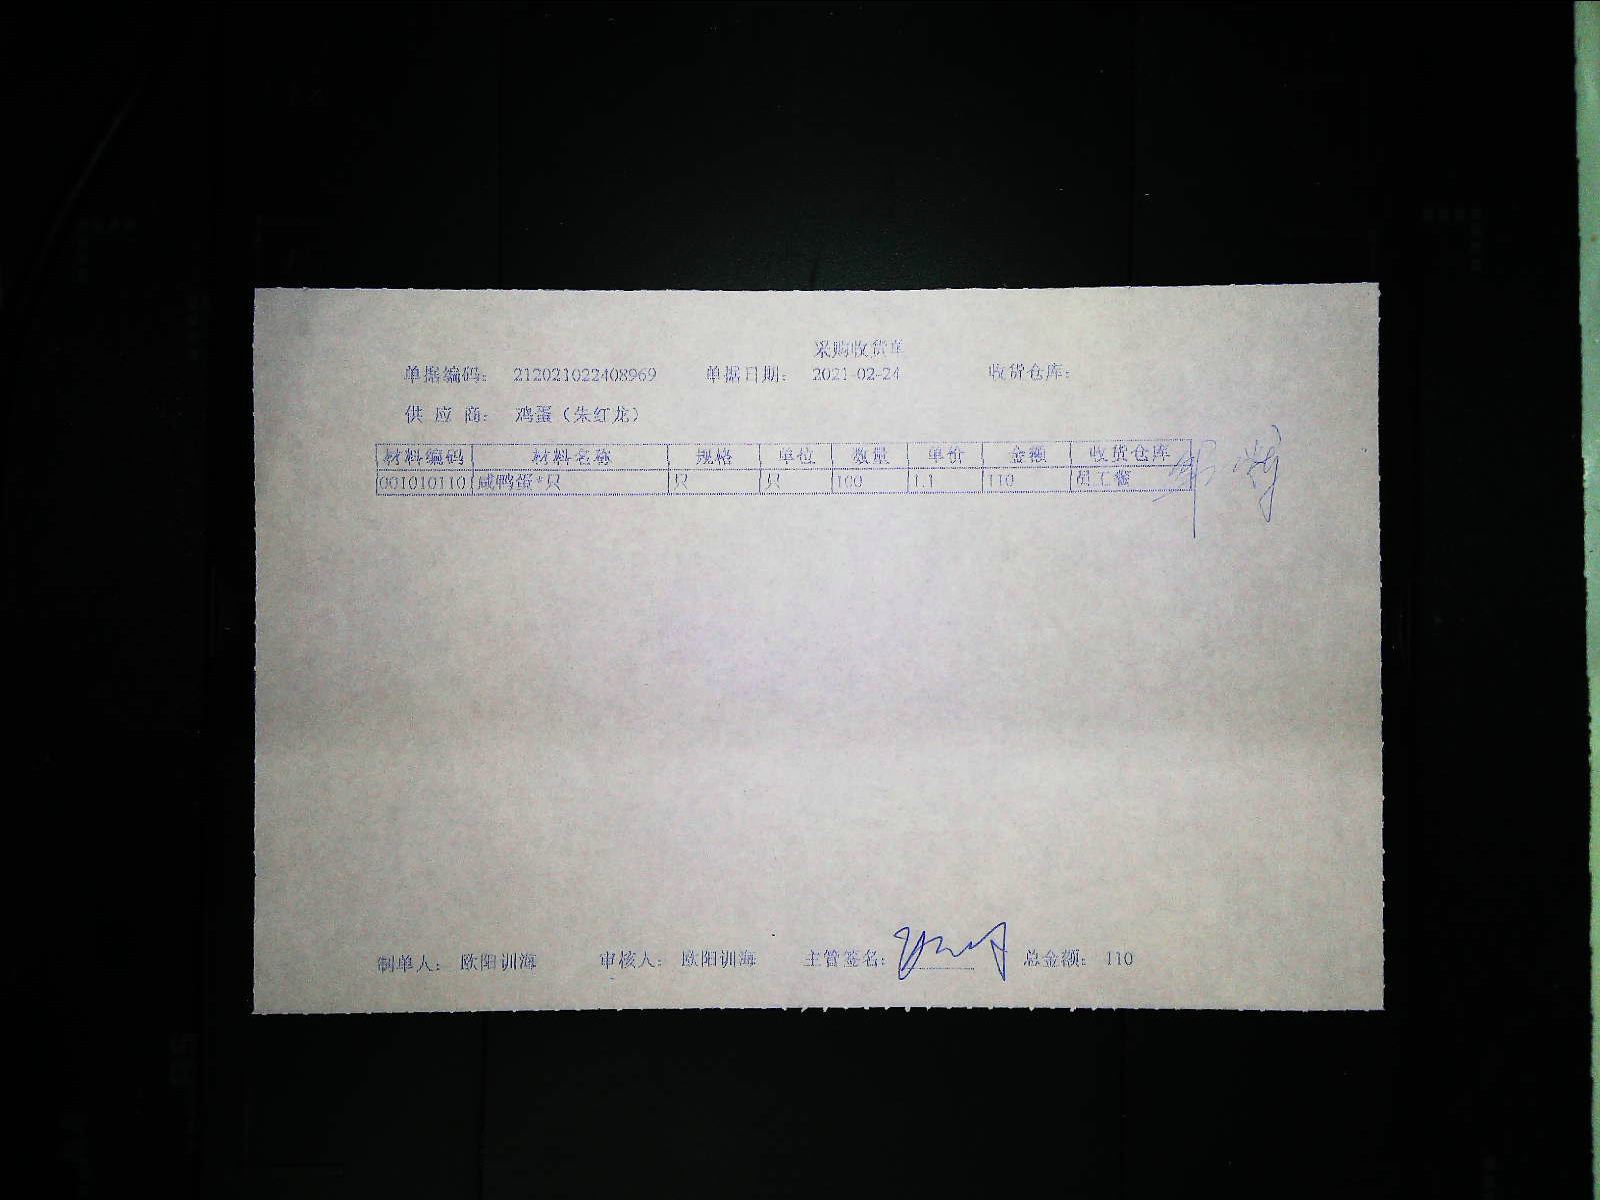 采购收货单
单据编码： 212021022408969 单据日期： 2021-02-24 收货仓库：
供 应 商： 鸡蛋（朱红龙）
材料编码 材料名称 规格 单位 数量 单价 金额 收货仓库
001010110 咸鸭蛋*只 只 只 100 1.1 110 员工餐
制单人： 欧阳训海 审核人： 欧阳训海 主管签名： 总金额： 110